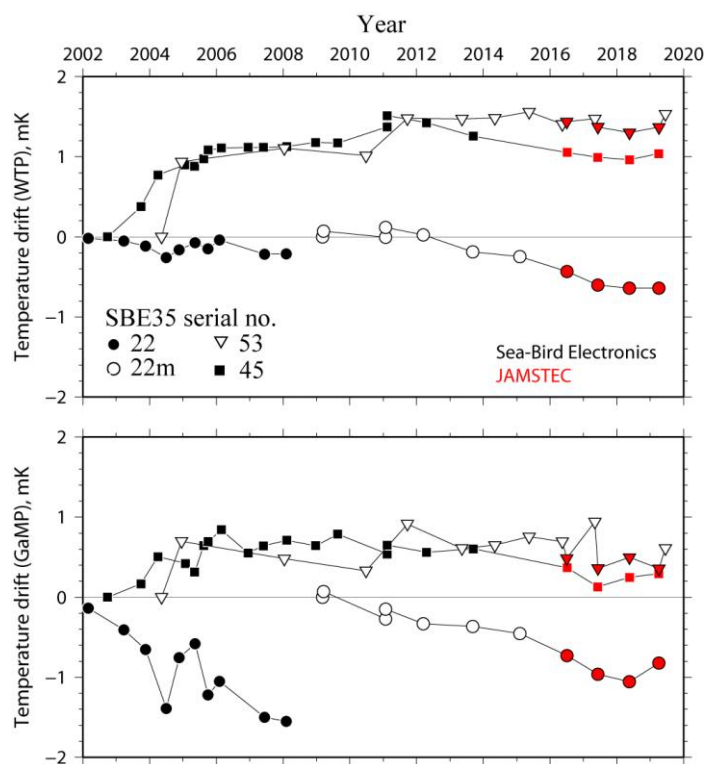 Year
2002 2004 2006 2008 2010 2012 2014 2016 2018 2020
Temperature drift (WTP), mK
2
1
0
−1
−2
SBE35 serial no.
22 53
22m 45
Sea-Bird Electronics
JAMSTEC
Temperature drift (GaMP), mK
2
1
0
−1
−2